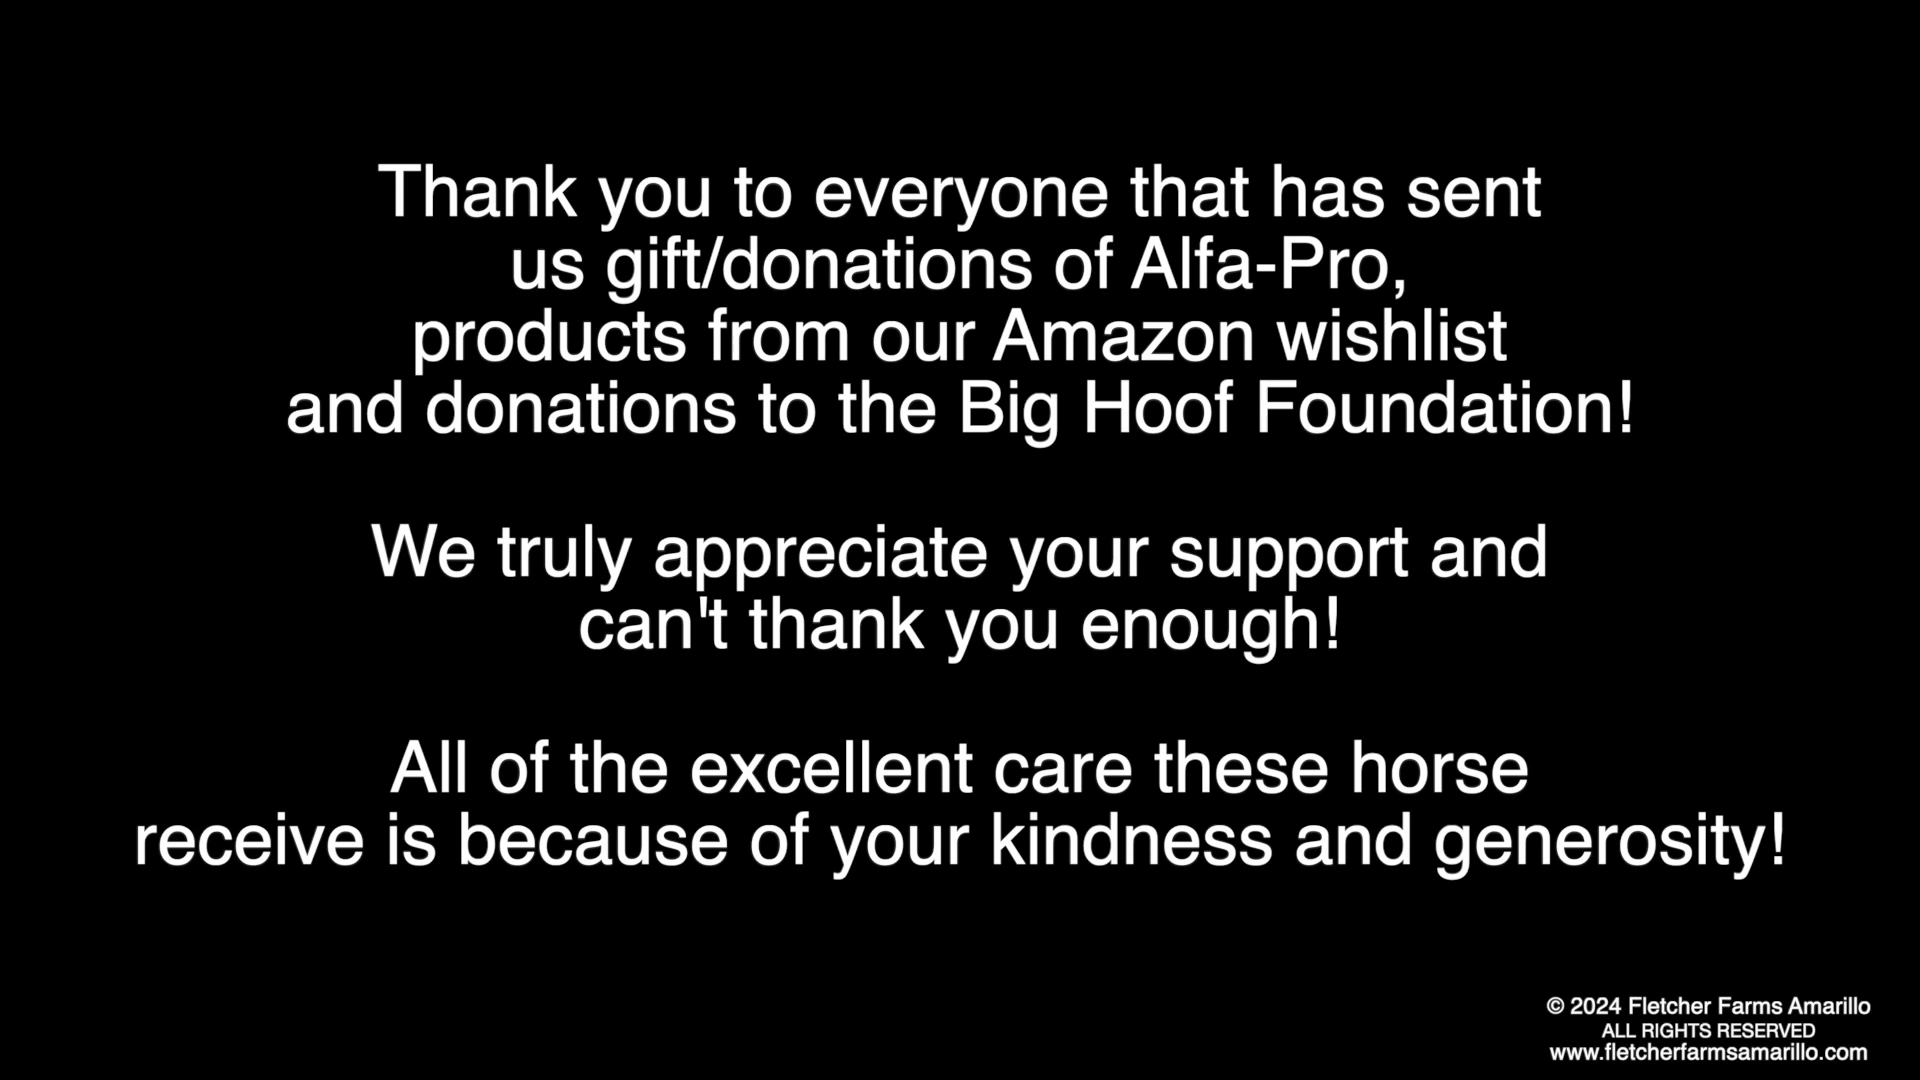 Thank you to everyone that has sent
us gift/donations of Alfa-Pro,
products from our Amazon wishlist
and donations to the Big Hoof Foundation!
We truly appreciate your support and
can't thank you enough!
All of the excellent care these horse
receive is because of your kindness and generosity!
© 2024 Fletcher Farms Amarillo
ALL RIGHTS RESERVED
www.fletcherfarmsamarillo.com